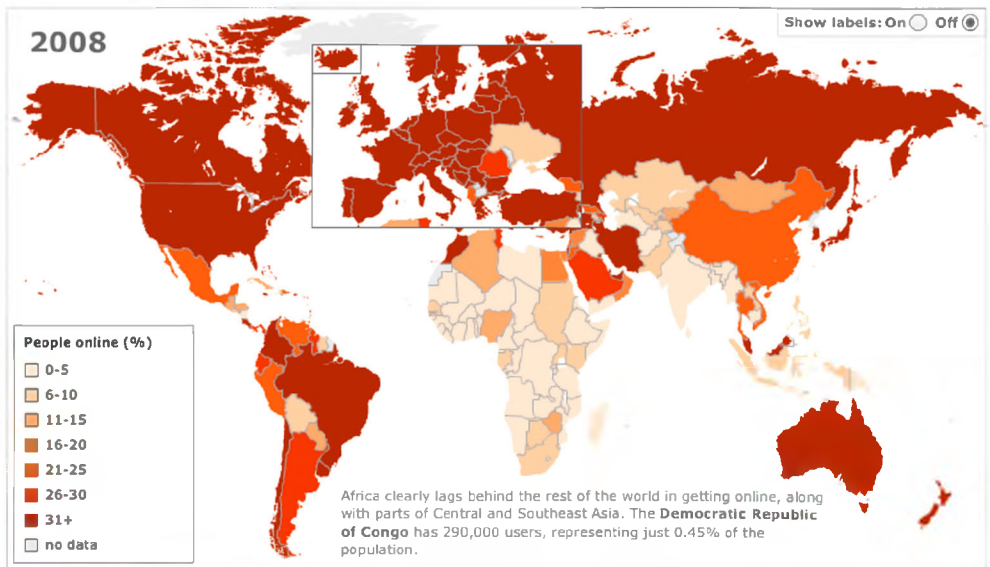 2008
Show labels: On Off
People online (%)
0-5
6-10
11-15
16-20
21-25
26-30
31+
no data
Africa clearly lags behind the rest of the world in getting online, along
with parts of Central and Southeast Asia. The Democratic Republic
of Congo has 290,000 users, representing just 0.45% of the
population.